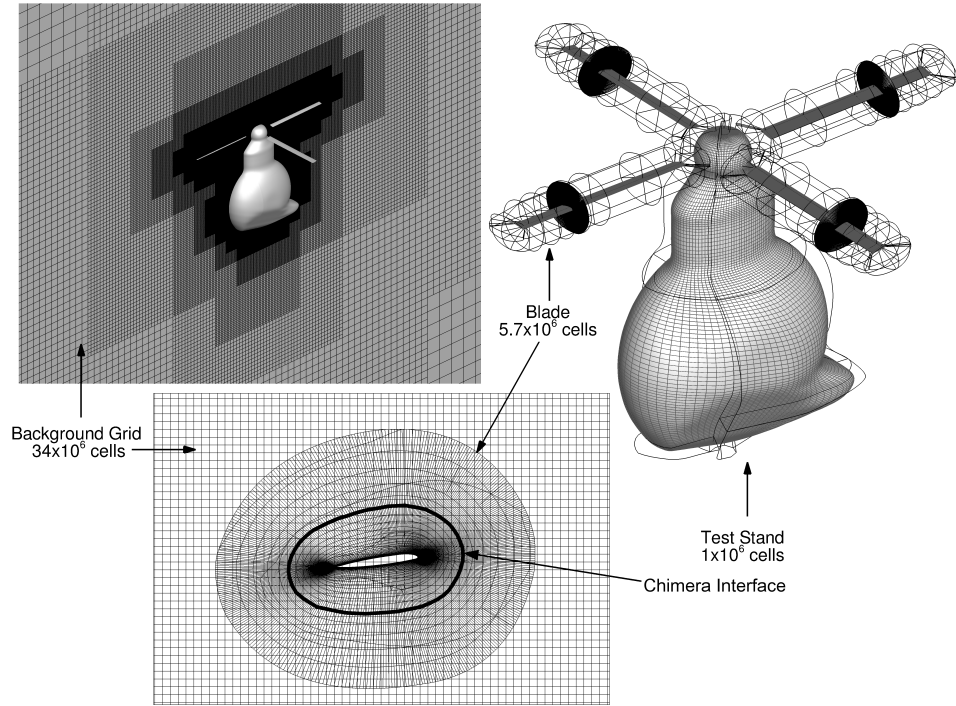 Blade
5.7x10⁶ cells
Background Grid
34x10⁶ cells
Test Stand
1x10⁶ cells
Chimera Interface